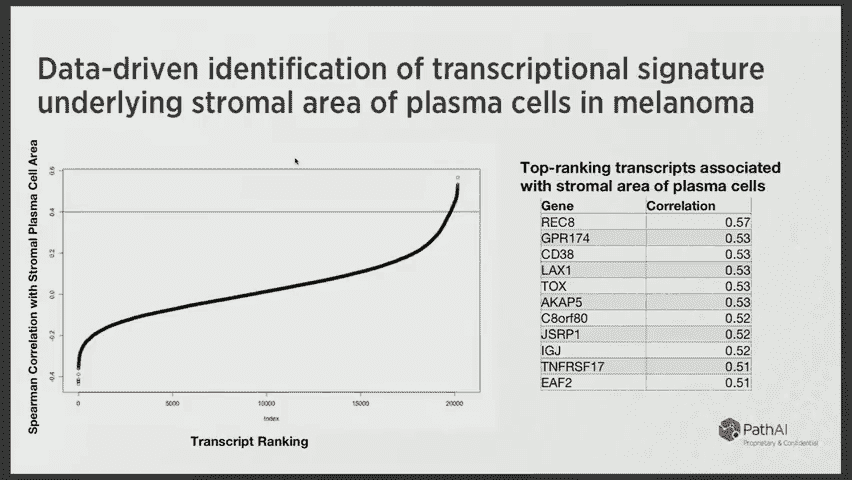 Data-driven identification of transcriptional signature
underlying stromal area of plasma cells in melanoma
Spearman Correlation with Stromal Plasma Cell Area
0.6
0.4
0.2
0.0
-0.2
-0.4
0
5000
10000
15000
20000
Index
Transcript Ranking
Top-ranking transcripts associated
with stromal area of plasma cells
Gene Correlation
REC8 0.57
GPR174 0.53
CD38 0.53
LAX1 0.53
TOX 0.53
AKAP5 0.53
C8orf80 0.52
JSRP1 0.52
IGJ 0.52
TNFRSF17 0.51
EAF2 0.51
PathAI
Proprietary & Confidential